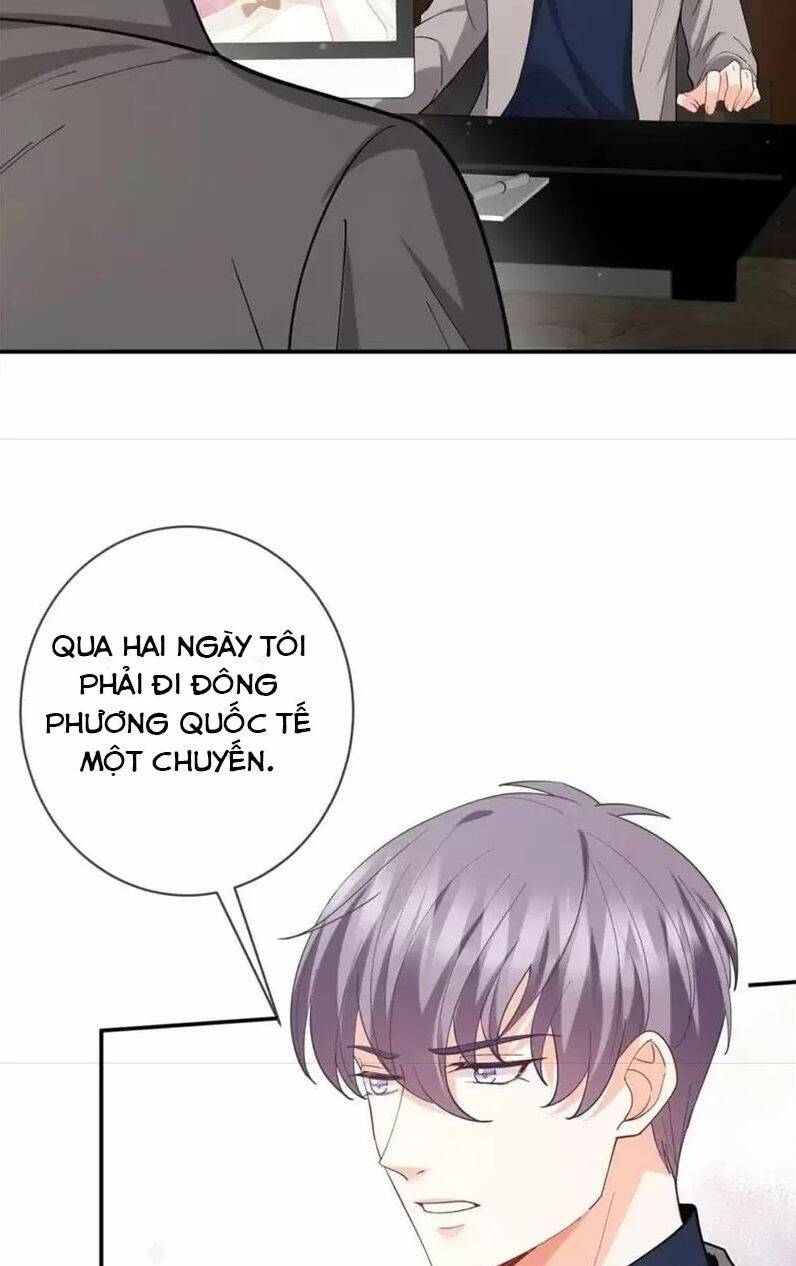 QUA HAI NGÀY TÔI
PHẢI ĐI ĐÔNG
PHƯƠNG QUỐC TẾ
MỘT CHUYẾN.